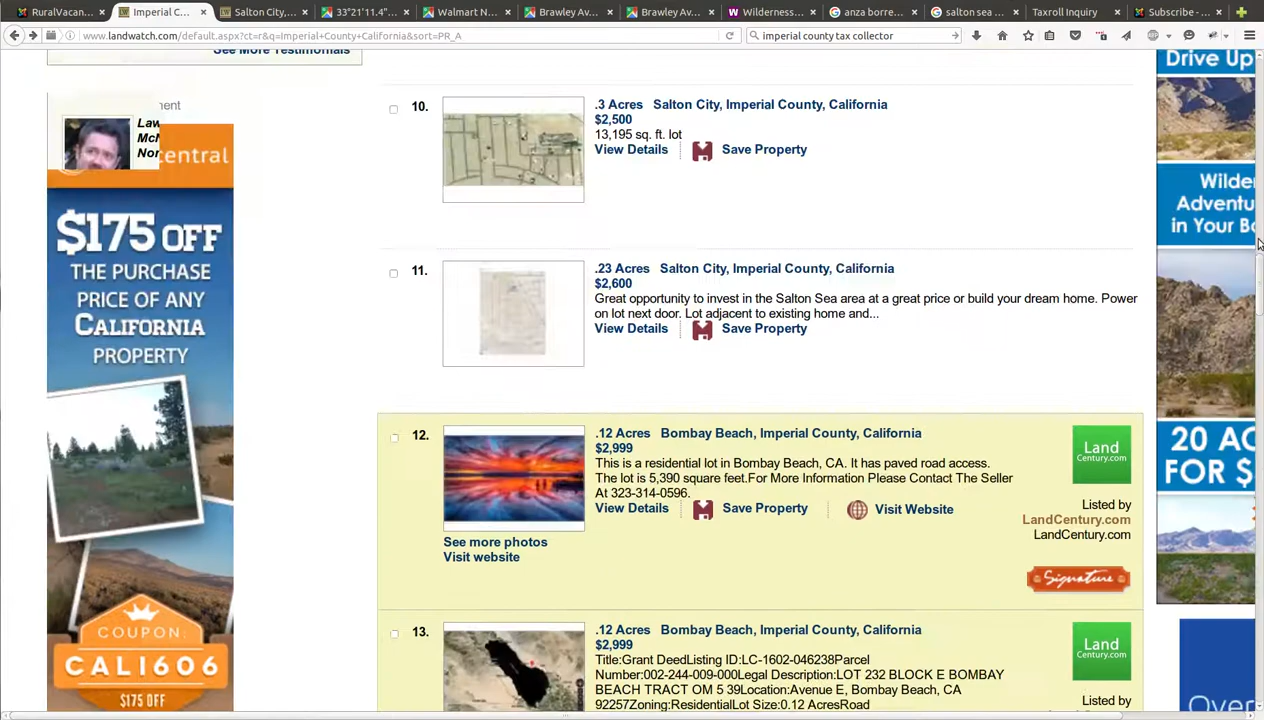 RuralVacan...
Imperial C...
Salton City,...
33°21'11.4"...
Walmart N...
Brawley Av...
Brawley Av...
Wilderness...
anza borre...
salton sea ...
Taxroll Inquiry
Subscribe - ...
www.landwatch.com/default.aspx?ct=r&q=Imperial+County+California&sort=PR_A
imperial county tax collector
See More Testimonials
ment
Law
McN
Nor
central
$175 OFF
THE PURCHASE
PRICE OF ANY
CALIFORNIA
PROPERTY
COUPON:
CALI606
$175 OFF
10.
.3 Acres Salton City, Imperial County, California
$2,500
13,195 sq. ft. lot
View Details Save Property
11.
.23 Acres Salton City, Imperial County, California
$2,600
Great opportunity to invest in the Salton Sea area at a great price or build your dream home. Power
on lot next door. Lot adjacent to existing home and...
View Details Save Property
12.
.12 Acres Bombay Beach, Imperial County, California
$2,999
This is a residential lot in Bombay Beach, CA. It has paved road access.
The lot is 5,390 square feet.For More Information Please Contact The Seller
At 323-314-0596.
View Details Save Property Visit Website
See more photos
Visit website
Land
Century.com
Listed by
LandCentury.com
LandCentury.com
Signature
13.
.12 Acres Bombay Beach, Imperial County, California
$2,999
Title:Grant DeedListing ID:LC-1602-046238Parcel
Number:002-244-009-000Legal Description:LOT 232 BLOCK E BOMBAY
BEACH TRACT OM 5 39Location:Avenue E, Bombay Beach, CA
92257Zoning:ResidentialLot Size:0.12 AcresRoad
Land
Century.com
Listed by
Drive Up
Wilde
Adventu
in Your Ba
20 AC
FOR $
Over